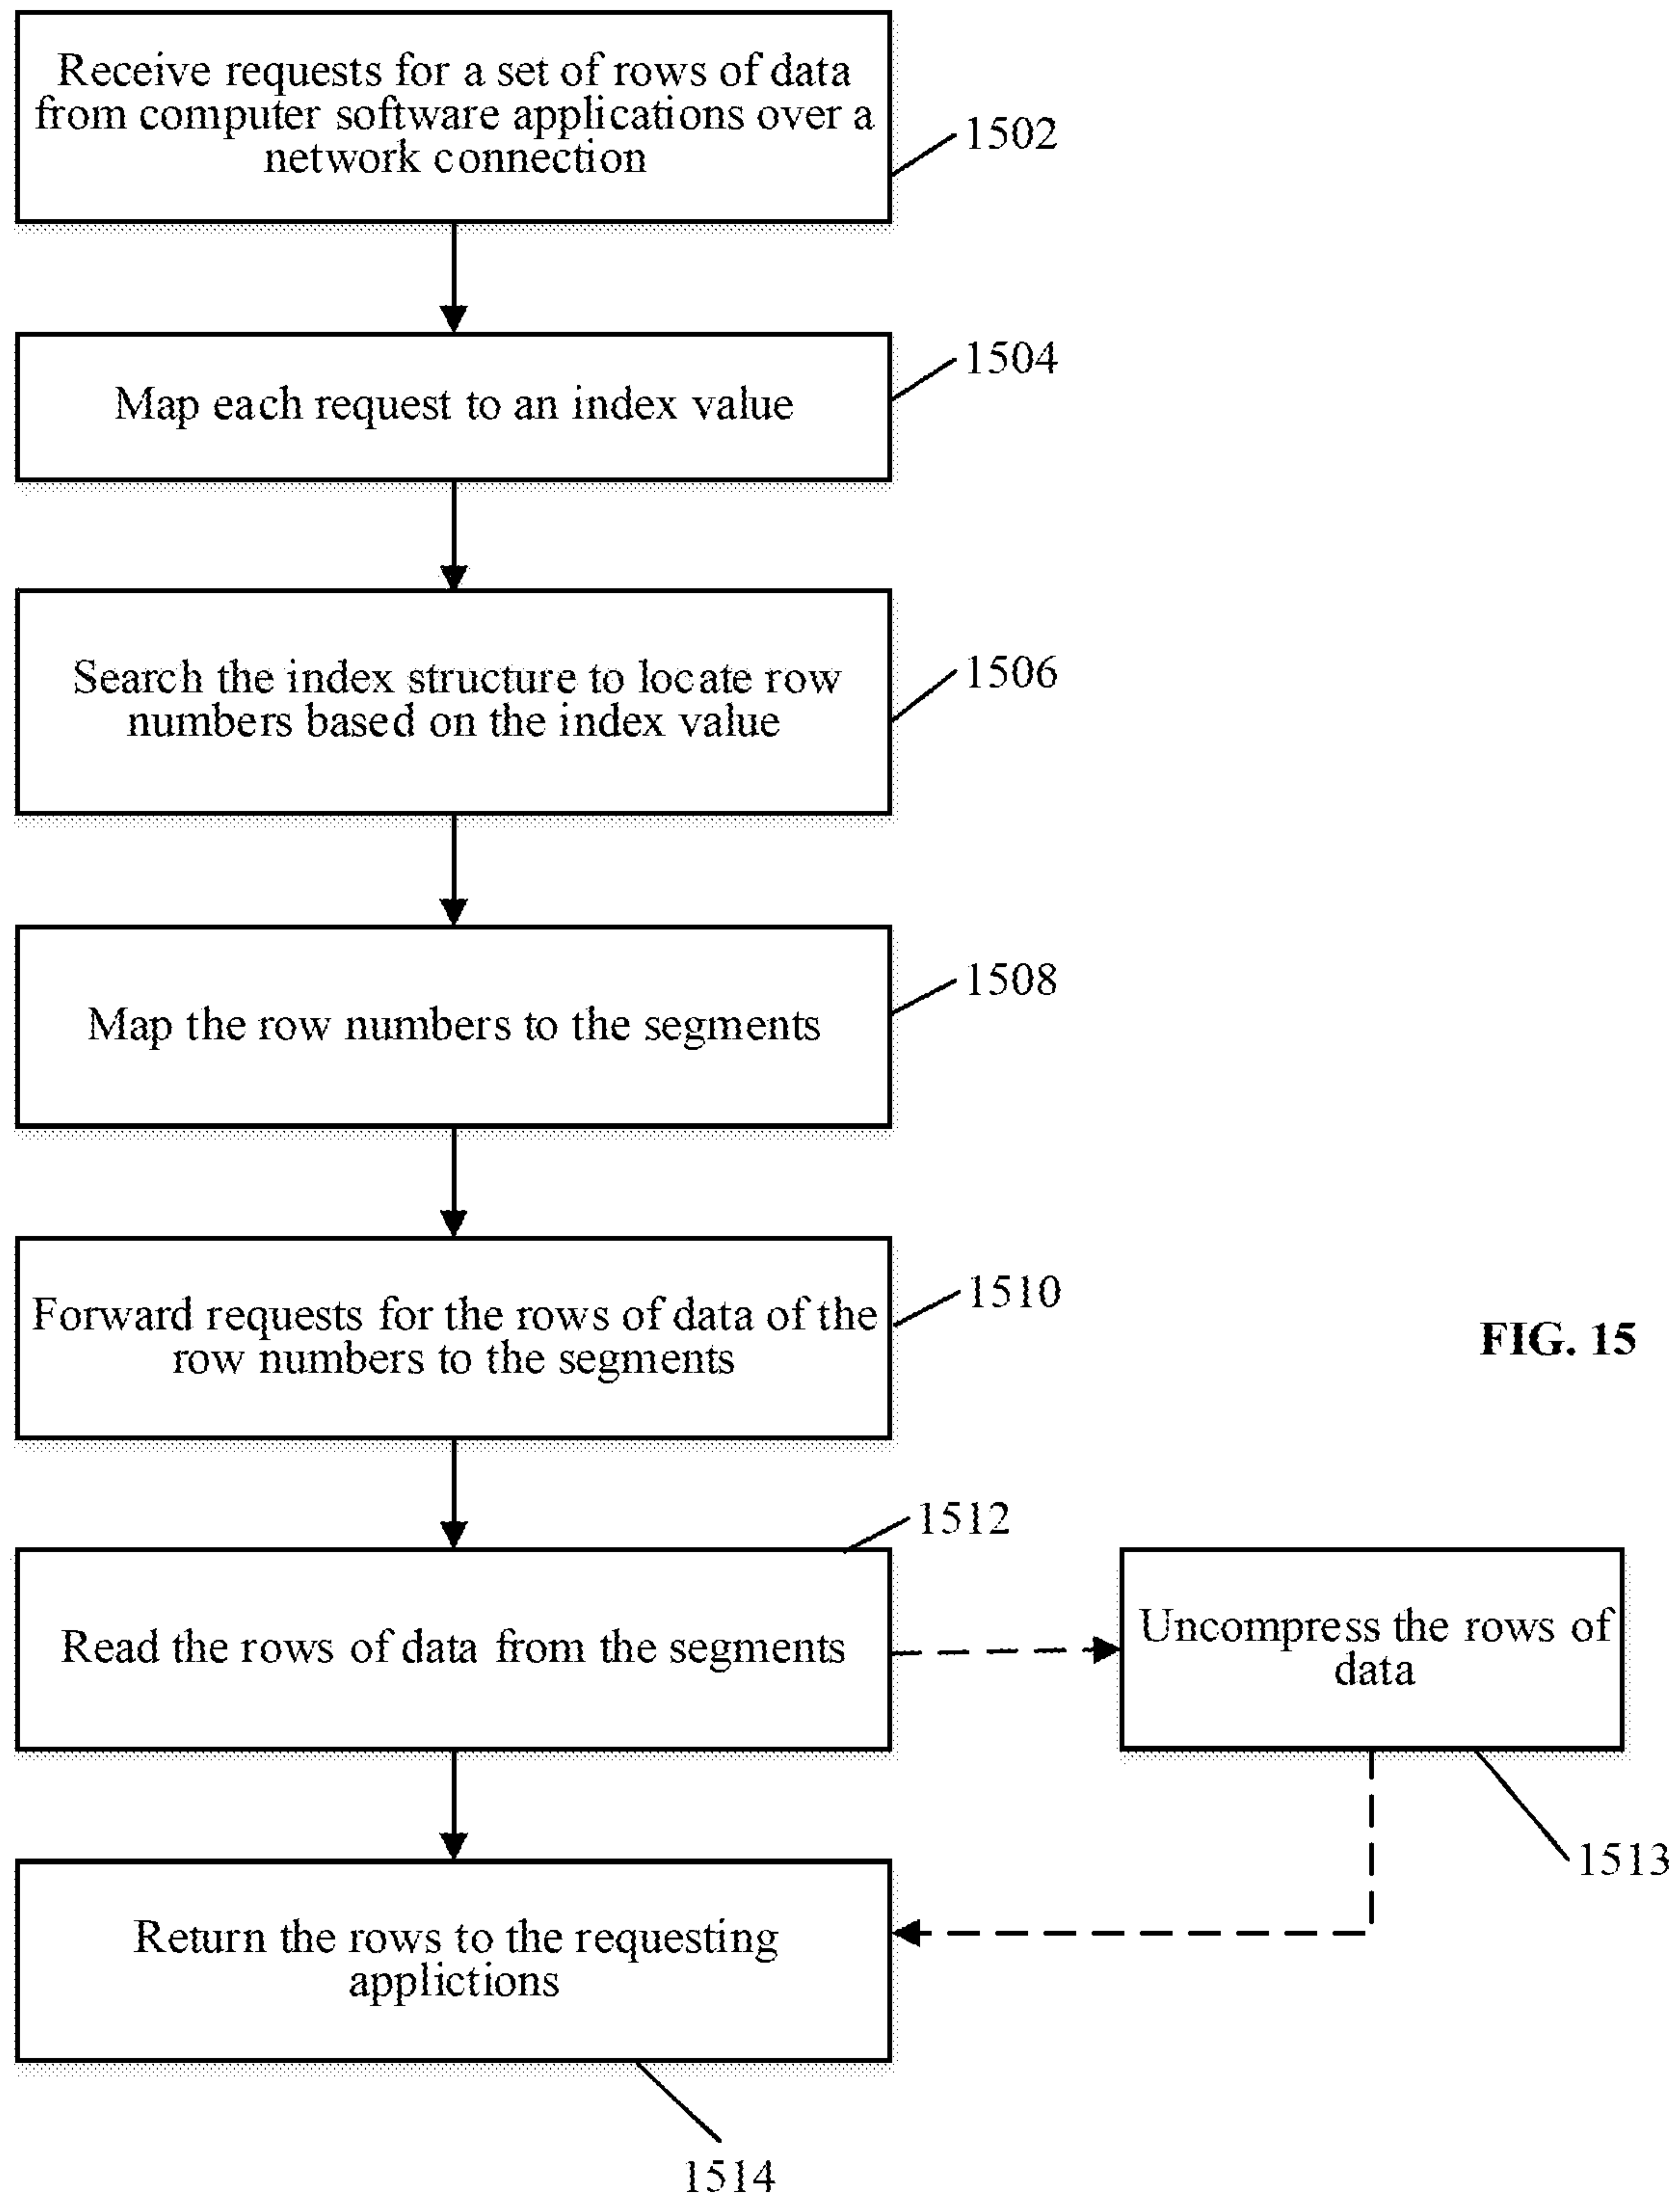 Receive requests for a set of rows of data
from computer software applications over a
network connection
1502
Map each request to an index value
1504
Search the index structure to locate row
numbers based on the index value
1506
Map the row numbers to the segments
1508
Forward requests for the rows of data of the
row numbers to the segments
1510
FIG. 15
1512
Read the rows of data from the segments
Uncompress the rows of
data
1513
Return the rows to the requesting
applictions
1514